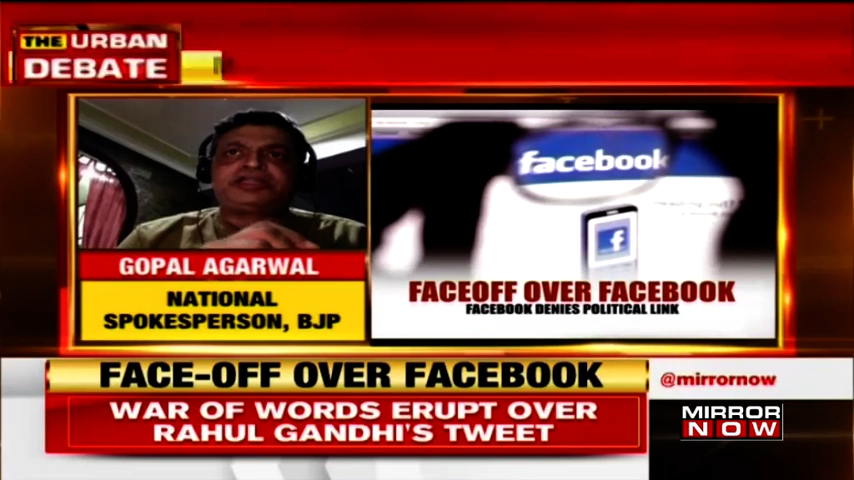 THE URBAN
DEBATE
facebook
f
GOPAL AGARWAL
NATIONAL
SPOKESPERSON, BJP
FACEOFF OVER FACEBOOK
FACEBOOK DENIES POLITICAL LINK
FACE-OFF OVER FACEBOOK
@mirrornow
WAR OF WORDS ERUPT OVER
RAHUL GANDHI'S TWEET
MIRROR
NOW